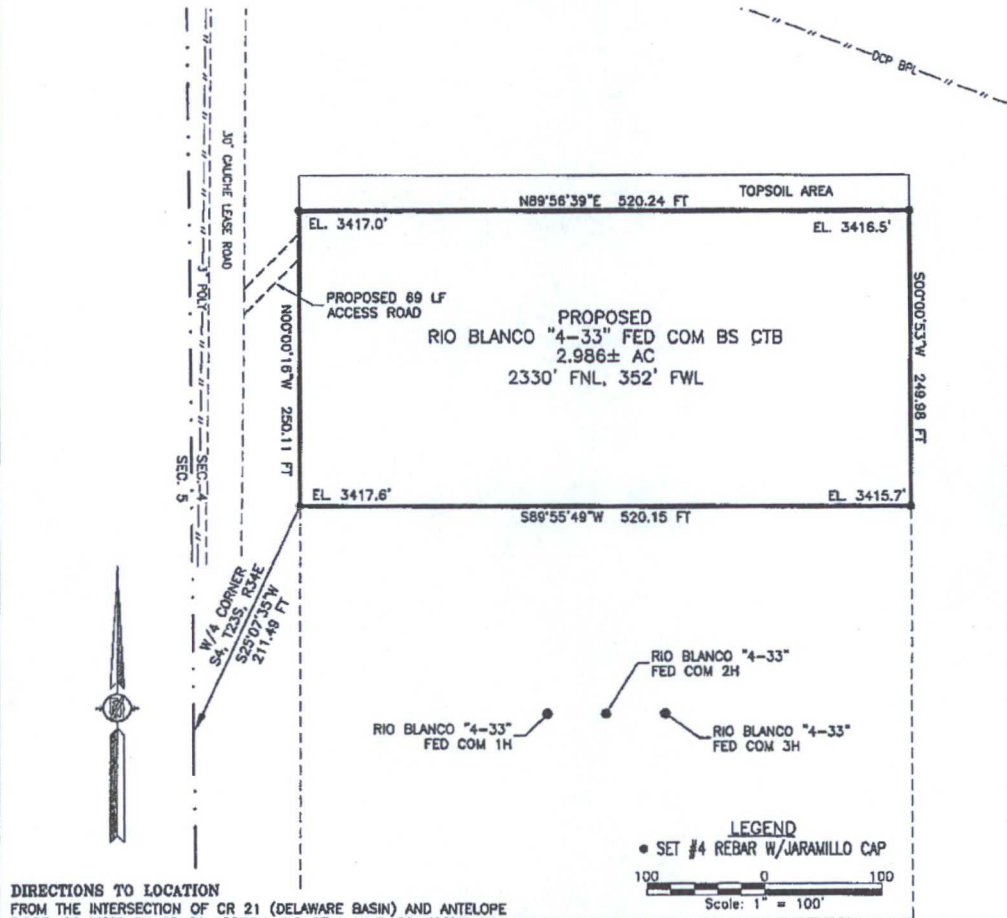 DCP BPL
30' CALICHE LEASE ROAD
3" POLY
SEC. 5
SEC. 4
TOPSOIL AREA
N89°56'39"E 520.24 FT
EL. 3417.0'
EL. 3416.5'
PROPOSED 69 LF
ACCESS ROAD
N00°00'16"W 250.11 FT
S00°00'53"W 249.98 FT
PROPOSED
RIO BLANCO "4-33" FED COM BS CTB
2.986± AC
2330' FNL, 352' FWL
EL. 3417.6'
EL. 3415.7'
S89°55'49"W 520.15 FT
W/4 CORNER
S4, T23S, R34E
S25°07'35"W
211.49 FT
RIO BLANCO "4-33"
FED COM 2H
RIO BLANCO "4-33"
FED COM 1H
RIO BLANCO "4-33"
FED COM 3H
LEGEND
SET #4 REBAR W/JARAMILLO CAP
100 0 100
Scale: 1" = 100'
DIRECTIONS TO LOCATION
FROM THE INTERSECTION OF CR 21 (DELAWARE BASIN) AND ANTELOPE